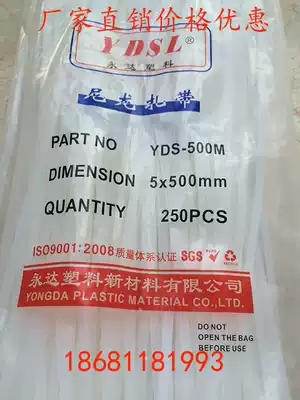 厂家直销价格优惠
YDSL®
永达塑料
尼龙扎带
PART NO YDS-500M
DIMENSION 5x500mm
QUANTITY 250PCS
ISO9001:2008质量体系认证 SGS
永达塑料新材料有限公司
YONGDA PLASTIC MATERIAL CO.,LTD.
DO NOT
OPEN THE BAG
BEFORE USE
18681181993